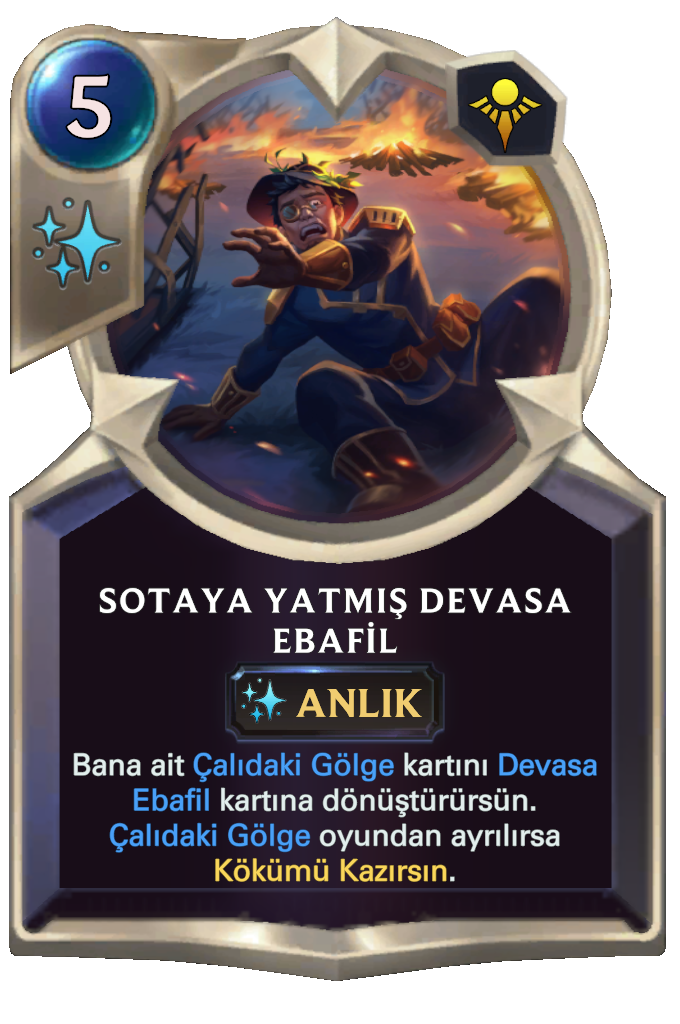 5
SOTAYA YATMIŞ DEVASA
EBAFİL
ANLIK
Bana ait Çalıdaki Gölge kartını Devasa
Ebafil kartına dönüştürürsün.
Çalıdaki Gölge oyundan ayrılırsa
Kökümü Kazırsın.